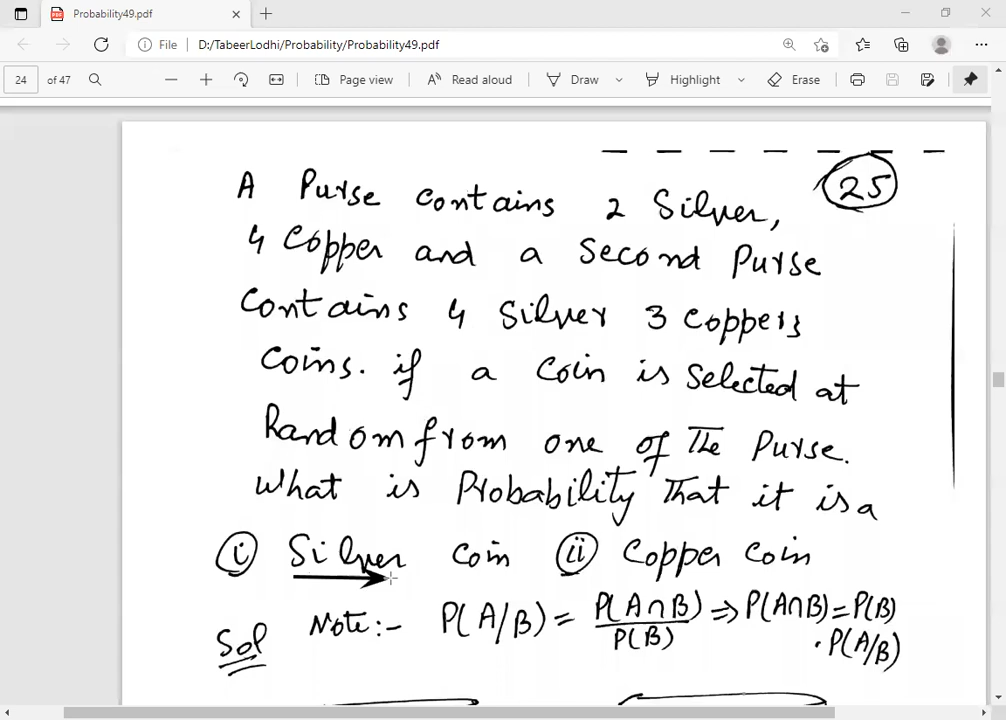 Probability49.pdf
File D:/TabeerLodhi/Probability/Probability49.pdf
24 of 47 Page view Read aloud Draw Highlight Erase
25
A Purse contains 2 Silver,
4 Copper and a Second Purse
Contains 4 Silver 3 Coppers
Coins. if a Coin is Selected at
Random from one of The Purse.
What is Probability That it is a
(i) Silver Coin (ii) Copper Coin
Sol Note:- P(A/B) = P(A∩B)/P(B) ⇒ P(A∩B) = P(B)
. P(A/B)